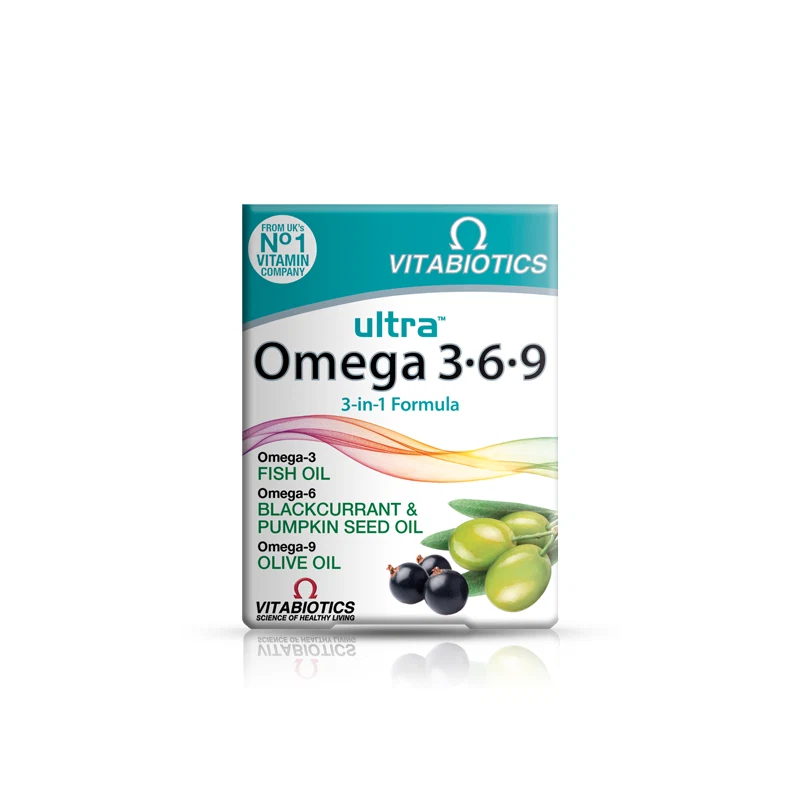 FROM UK's
Nº1
VITAMIN
COMPANY
Ω
VITABIOTICS
ultra™
Omega 3•6•9
3-in-1 Formula
Omega-3
FISH OIL
Omega-6
BLACKCURRANT &
PUMPKIN SEED OIL
Omega-9
OLIVE OIL
Ω
VITABIOTICS
SCIENCE OF HEALTHY LIVING